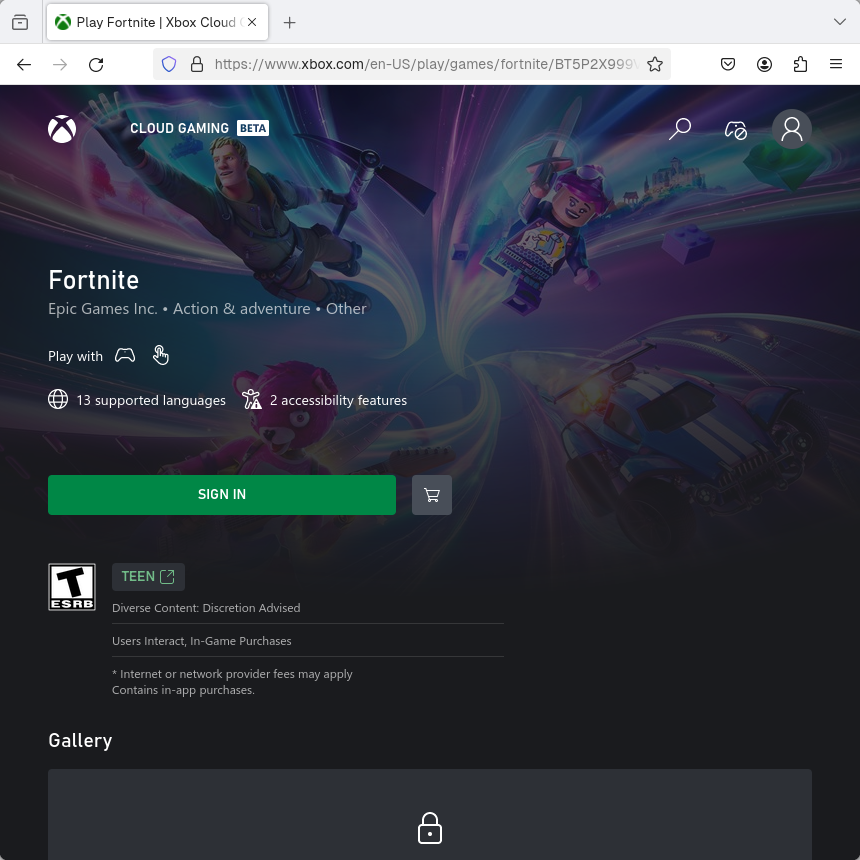 Play Fortnite | Xbox Cloud
https://www.xbox.com/en-US/play/games/fortnite/BT5P2X999
CLOUD GAMING BETA
Fortnite
Epic Games Inc. • Action & adventure • Other
Play with
13 supported languages 2 accessibility features
SIGN IN
T
ESRB
TEEN
Diverse Content: Discretion Advised
Users Interact, In-Game Purchases
* Internet or network provider fees may apply
Contains in-app purchases.
Gallery